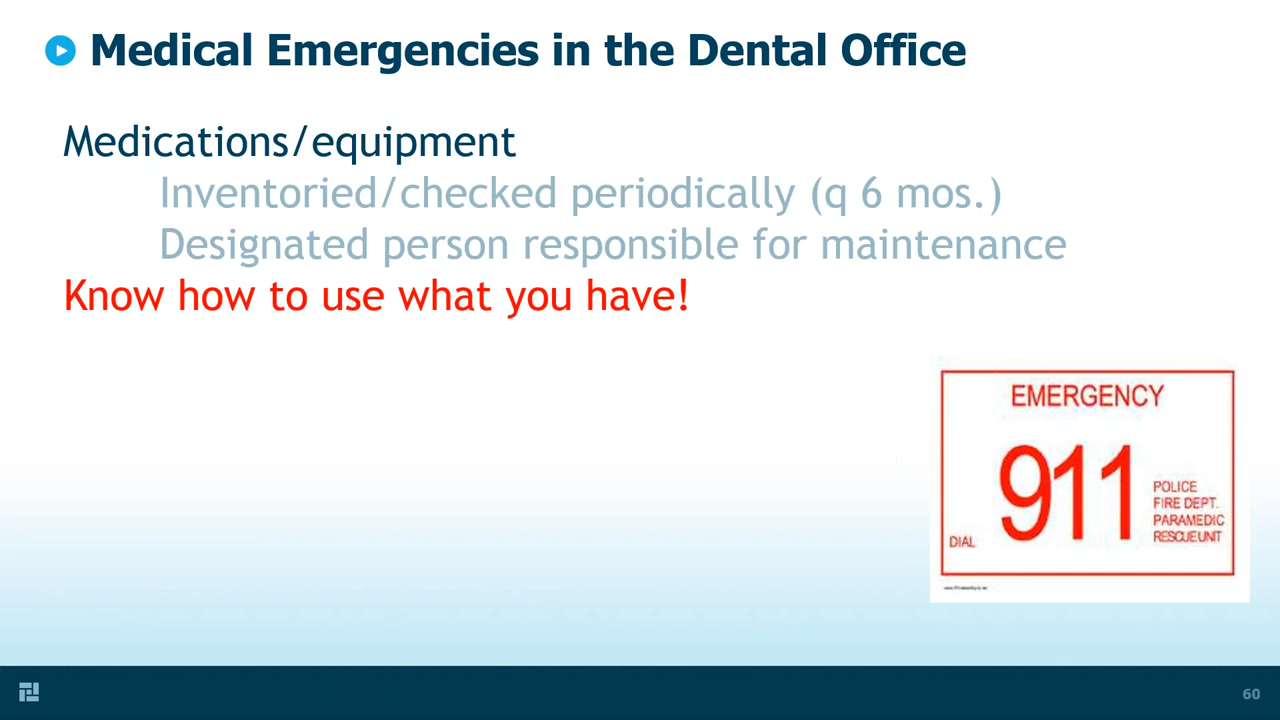 Medical Emergencies in the Dental Office
Medications/equipment
Inventoried/checked periodically (q 6 mos.)
Designated person responsible for maintenance
Know how to use what you have!
EMERGENCY
911
POLICE
FIRE DEPT.
PARAMEDIC
RESCUE UNIT
DIAL
60